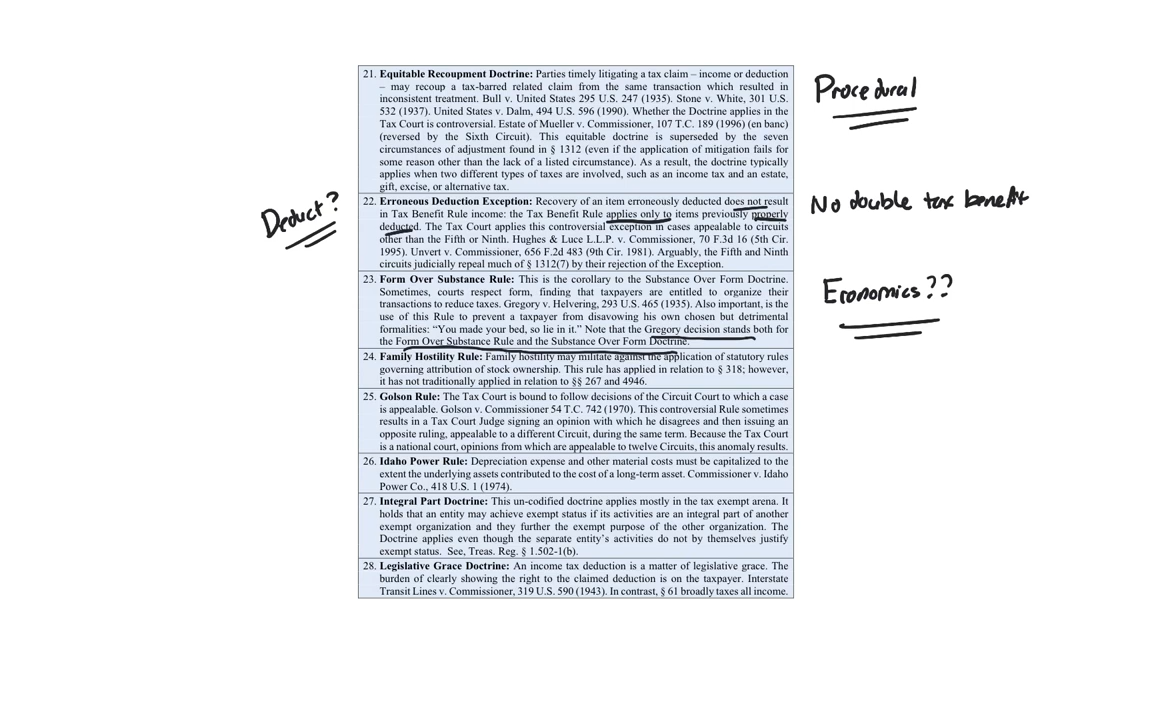 21. Equitable Recoupment Doctrine: Parties timely litigating a tax claim – income or deduction
– may recoup a tax-barred related claim from the same transaction which resulted in
inconsistent treatment. Bull v. United States 295 U.S. 247 (1935). Stone v. White, 301 U.S.
532 (1937). United States v. Dalm, 494 U.S. 596 (1990). Whether the Doctrine applies in the
Tax Court is controversial. Estate of Mueller v. Commissioner, 107 T.C. 189 (1996) (en banc)
(reversed by the Sixth Circuit). This equitable doctrine is superseded by the seven
circumstances of adjustment found in § 1312 (even if the application of mitigation fails for
some reason other than the lack of a listed circumstance). As a result, the doctrine typically
applies when two different types of taxes are involved, such as an income tax and an estate,
gift, excise, or alternative tax.
Procedural
22. Erroneous Deduction Exception: Recovery of an item erroneously deducted does not result
in Tax Benefit Rule income: the Tax Benefit Rule applies only to items previously properly
deducted. The Tax Court applies this controversial exception in cases appealable to circuits
other than the Fifth or Ninth. Hughes & Luce L.L.P. v. Commissioner, 70 F.3d 16 (5th Cir.
1995). Unvert v. Commissioner, 656 F.2d 483 (9th Cir. 1981). Arguably, the Fifth and Ninth
circuits judicially repeal much of § 1312(7) by their rejection of the Exception.
Deduct?
No double tax benefit
23. Form Over Substance Rule: This is the corollary to the Substance Over Form Doctrine.
Sometimes, courts respect form, finding that taxpayers are entitled to organize their
transactions to reduce taxes. Gregory v. Helvering, 293 U.S. 465 (1935). Also important, is the
use of this Rule to prevent a taxpayer from disavowing his own chosen but detrimental
formalities: “You made your bed, so lie in it.” Note that the Gregory decision stands both for
the Form Over Substance Rule and the Substance Over Form Doctrine.
Economics??
24. Family Hostility Rule: Family hostility may militate against the application of statutory rules
governing attribution of stock ownership. This rule has applied in relation to § 318; however,
it has not traditionally applied in relation to §§ 267 and 4946.
25. Golson Rule: The Tax Court is bound to follow decisions of the Circuit Court to which a case
is appealable. Golson v. Commissioner 54 T.C. 742 (1970). This controversial Rule sometimes
results in a Tax Court Judge signing an opinion with which he disagrees and then issuing an
opposite ruling, appealable to a different Circuit, during the same term. Because the Tax Court
is a national court, opinions from which are appealable to twelve Circuits, this anomaly results.
26. Idaho Power Rule: Depreciation expense and other material costs must be capitalized to the
extent the underlying assets contributed to the cost of a long-term asset. Commissioner v. Idaho
Power Co., 418 U.S. 1 (1974).
27. Integral Part Doctrine: This un-codified doctrine applies mostly in the tax exempt arena. It
holds that an entity may achieve exempt status if its activities are an integral part of another
exempt organization and they further the exempt purpose of the other organization. The
Doctrine applies even though the separate entity’s activities do not by themselves justify
exempt status. See, Treas. Reg. § 1.502-1(b).
28. Legislative Grace Doctrine: An income tax deduction is a matter of legislative grace. The
burden of clearly showing the right to the claimed deduction is on the taxpayer. Interstate
Transit Lines v. Commissioner, 319 U.S. 590 (1943). In contrast, § 61 broadly taxes all income.